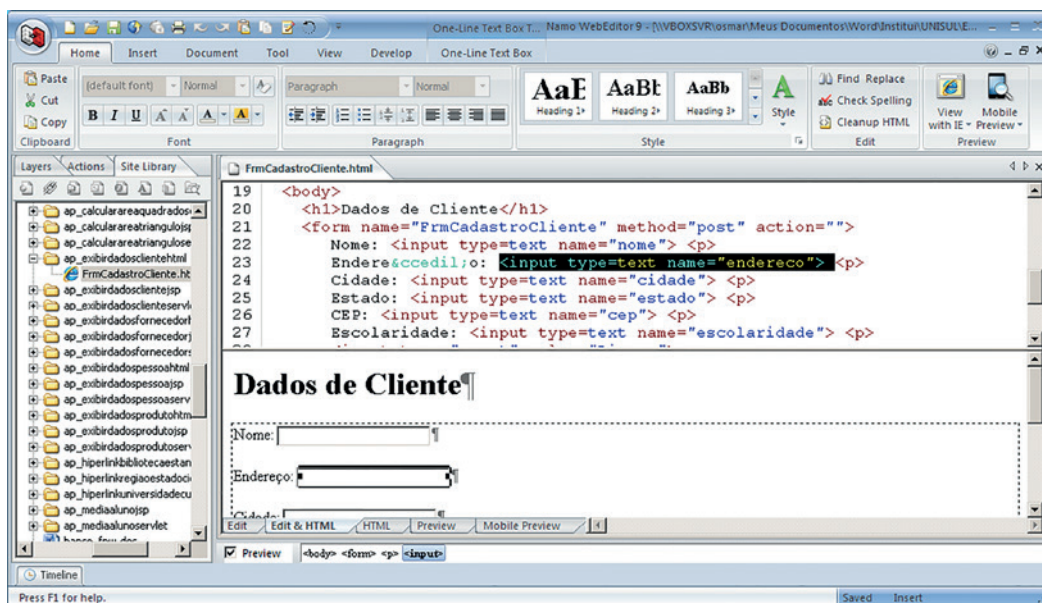 One-Line Text Box T... Namo WebEditor 9 - [\\VBOXSVR\osmar\Meus Documentos\Word\Institui\UNISUL\E...
Home Insert Document Tool View Develop One-Line Text Box
Paste
Cut
Copy
Clipboard
(default font) Normal
B I U A A A A
Font
Paragraph Normal
Paragraph
AaE AaBb AaBb
Heading 1 Heading 2 Heading 3
Style
Style
Find Replace
Check Spelling
Cleanup HTML
Edit
View with IE
Mobile Preview
Preview
Layers Actions Site Library
ap_calcularareaquadrados
ap_calcularareatriangulojsp
ap_calcularareatriangulose
ap_exibirdadosclientehtml
FrmCadastroCliente.ht
ap_exibirdadosclientejsp
ap_exibirdadosclienteservl
ap_exibirdadosfornecedorh
ap_exibirdadosfornecedorj
ap_exibirdadosfornecedors
ap_exibirdadospessoahtml
ap_exibirdadospessoajsp
ap_exibirdadospessoaserv
ap_exibirdadosprodutohtm
ap_exibirdadosprodutojsp
ap_exibirdadosprodutoser
ap_hiperlinkbibliotecaestan
ap_hiperlinkregiaoestadoci
ap_hiperlinkuniversidadecu
ap_mediaalunojsp
ap_mediaalunoservlet
FrmCadastroCliente.html
19 <body>
20 <h1>Dados de Cliente</h1>
21 <form name="FrmCadastroCliente" method="post" action="">
22 Nome: <input type=text name="nome"> <p>
23 Endere&ccedil;o: <input type=text name="endereco"> <p>
24 Cidade: <input type=text name="cidade"> <p>
25 Estado: <input type=text name="estado"> <p>
26 CEP: <input type=text name="cep"> <p>
27 Escolaridade: <input type=text name="escolaridade"> <p>
Dados de Cliente¶
Nome: ¶
Endereço: ¶
Cidade: ¶
Edit Edit & HTML HTML Preview Mobile Preview
Preview <body> <form> <p> <input>
Timeline
Press F1 for help. Saved Insert